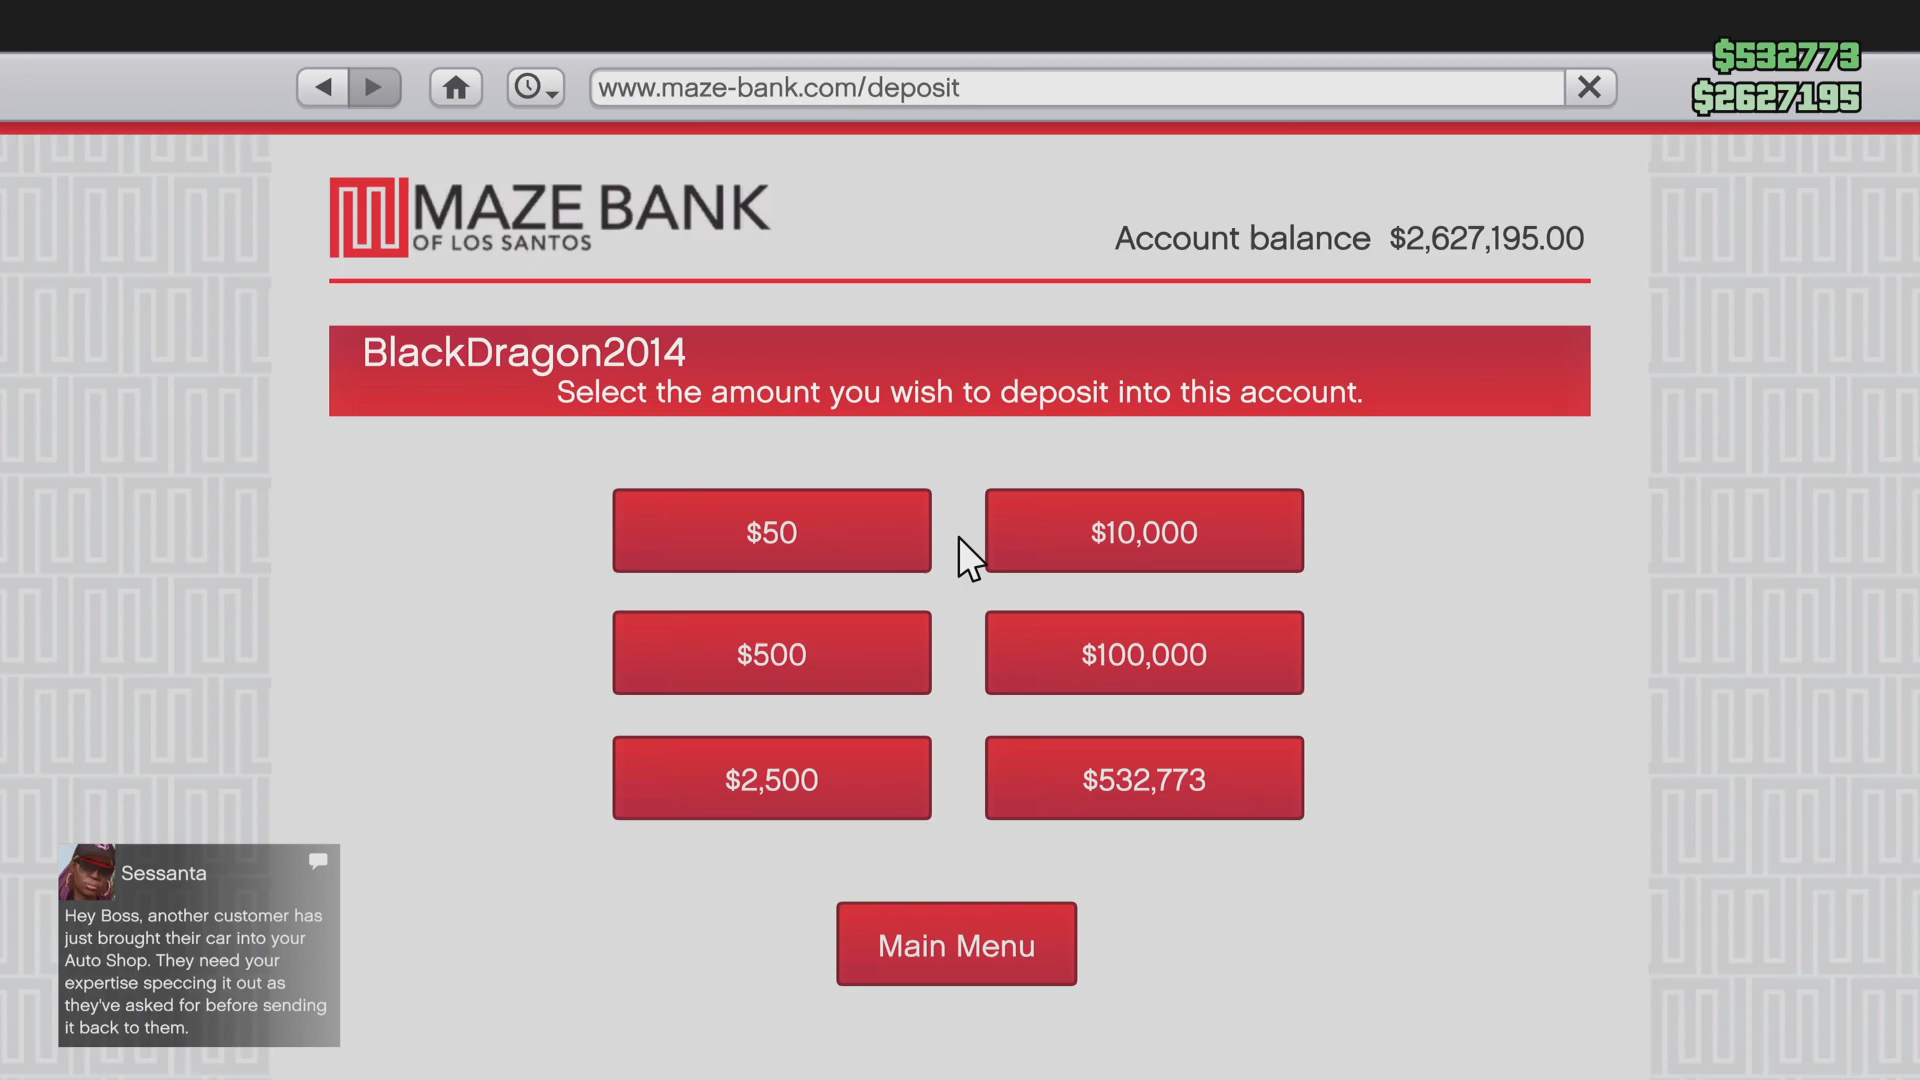 $532773
www.maze-bank.com/deposit
$2627195
MAZE BANK
OF LOS SANTOS
Account balance $2,627,195.00
BlackDragon2014
Select the amount you wish to deposit into this account.
$50
$10,000
$500
$100,000
$2,500
$532,773
Sessanta
Hey Boss, another customer has
just brought their car into your
Auto Shop. They need your
expertise speccing it out as
they've asked for before sending
it back to them.
Main Menu